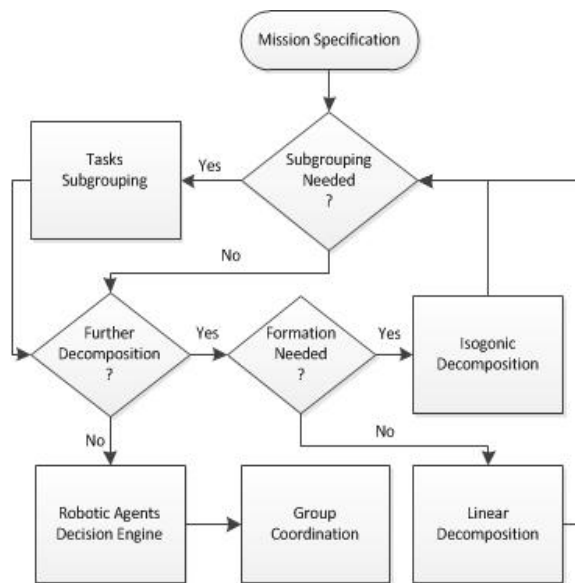 Mission Specification
Tasks
Subgrouping
Yes
Subgrouping
Needed
?
No
Further
Decomposition
?
Yes
Formation
Needed
?
Yes
Isogonic
Decomposition
No
No
Robotic Agents
Decision Engine
Group
Coordination
Linear
Decomposition